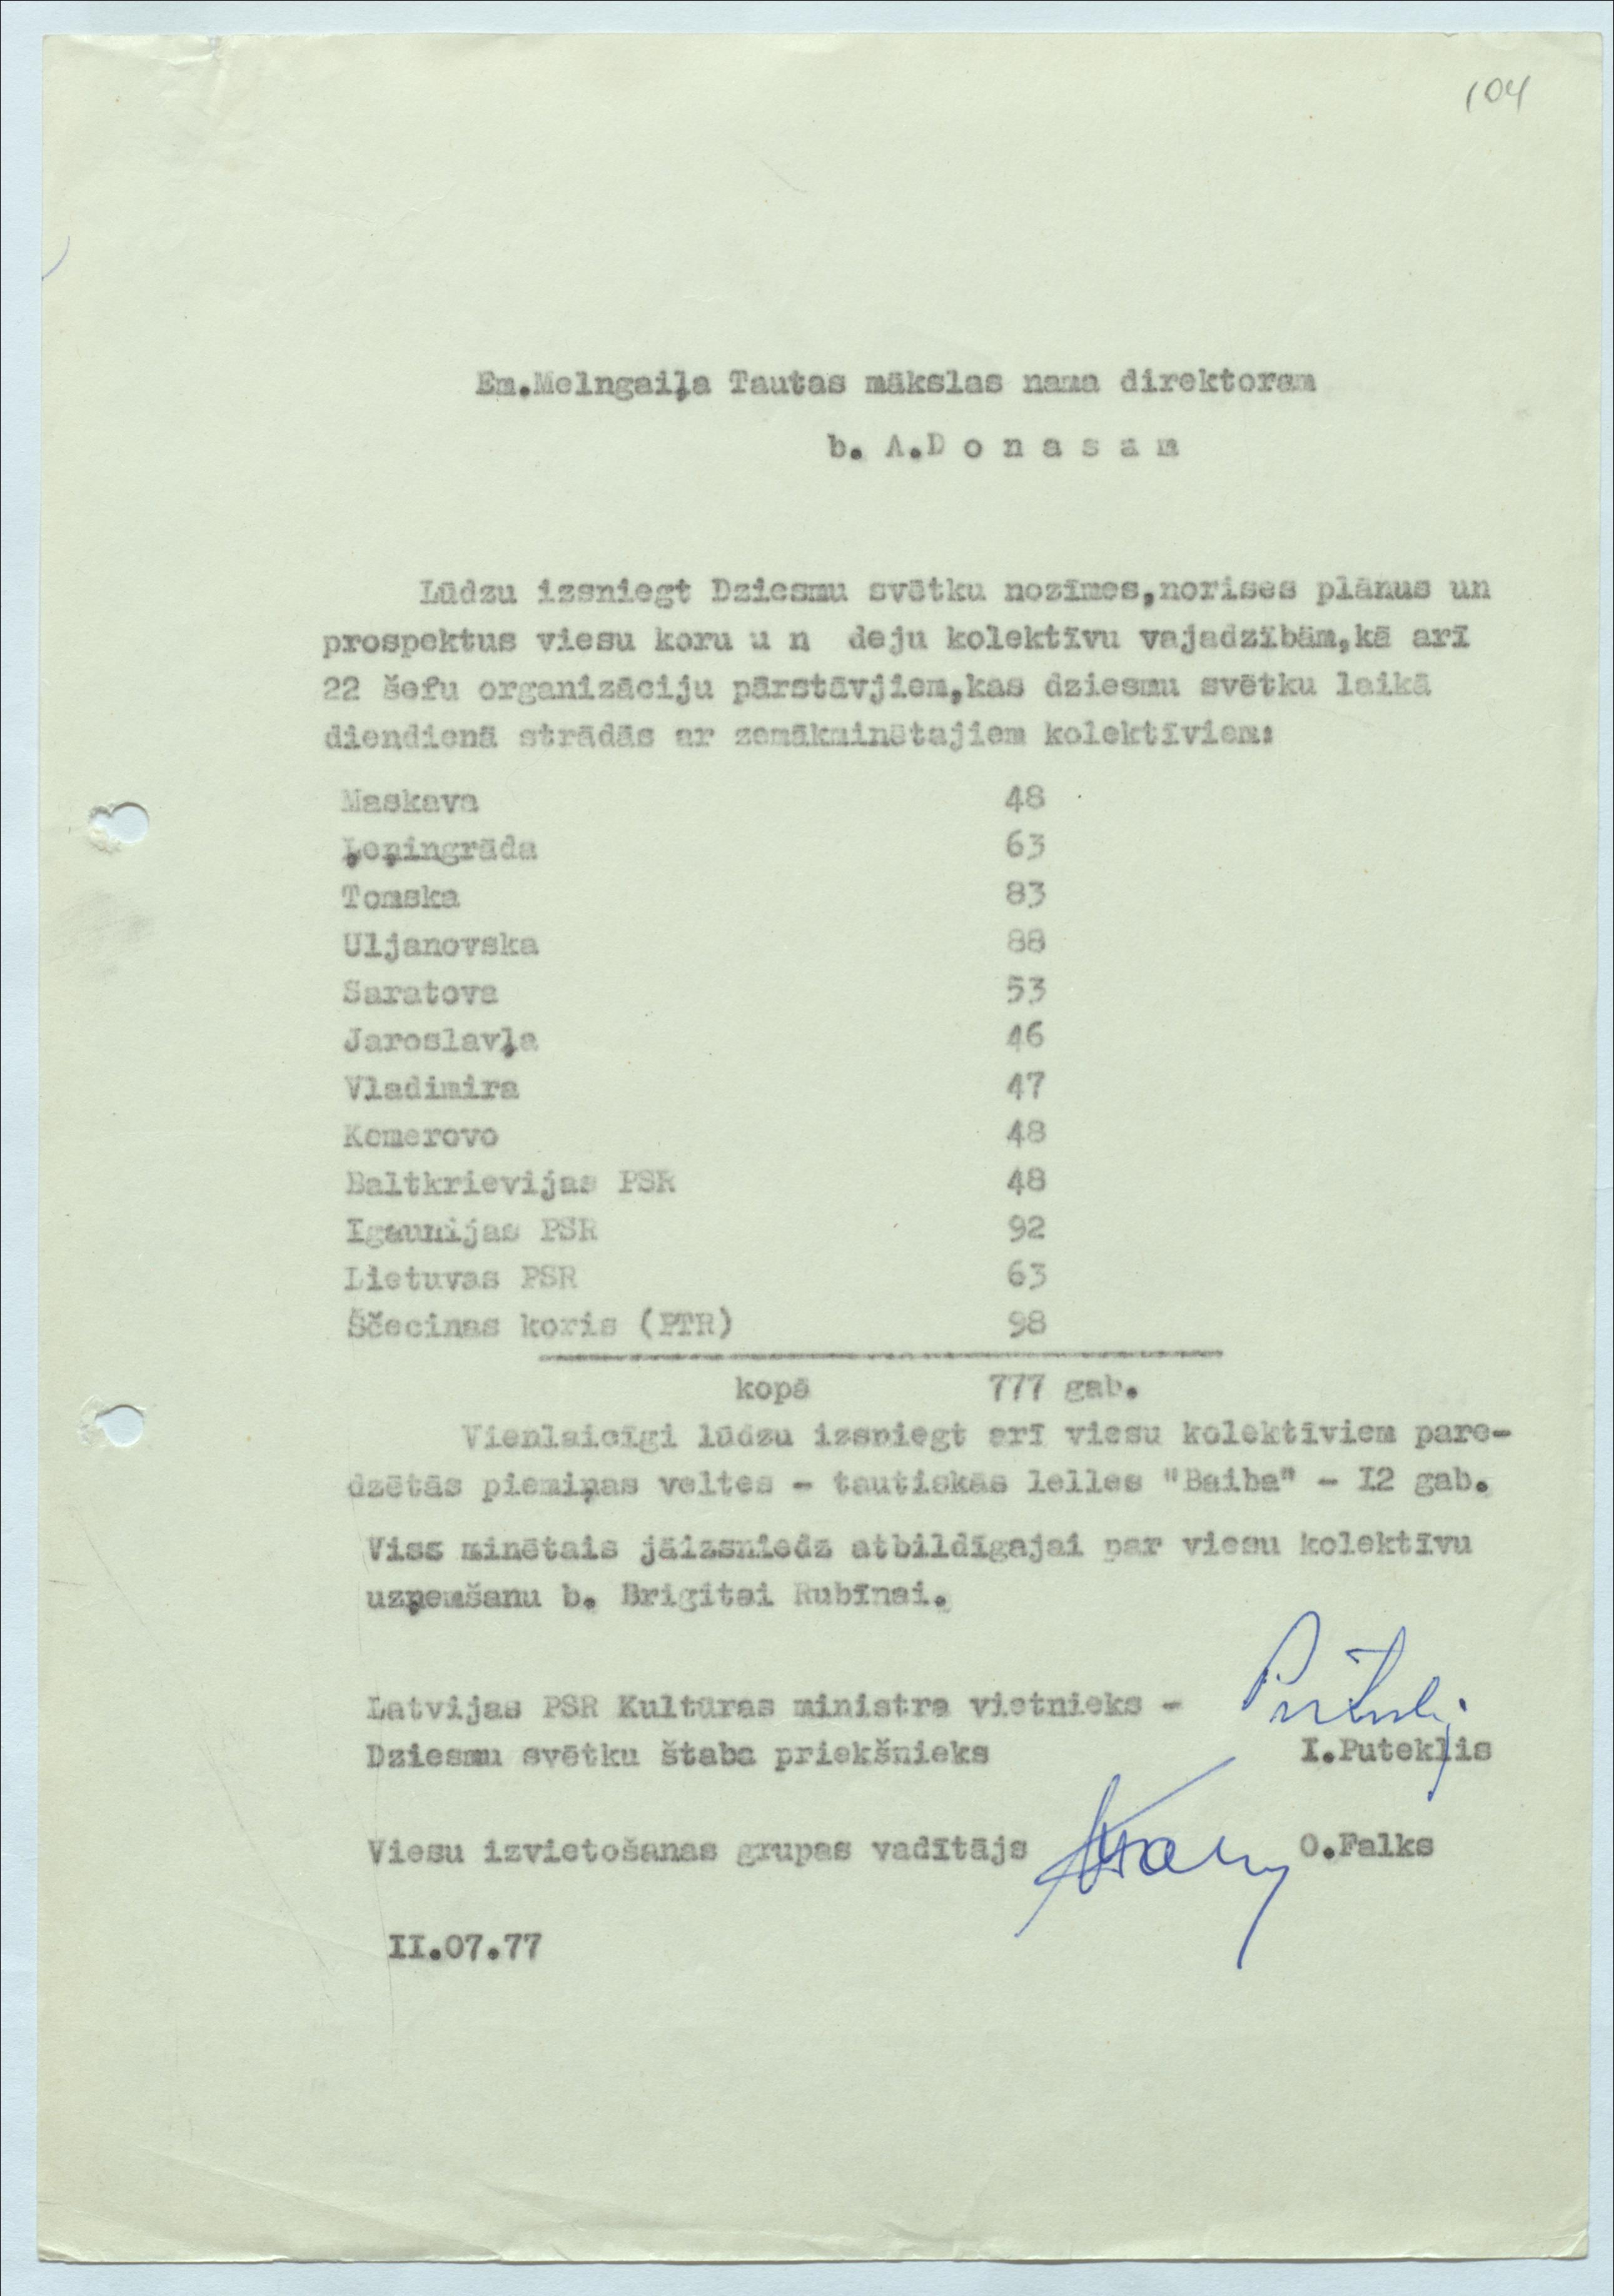 104
Em.Melngaiļa Tautas mākslas nama direktoram
b. A.D o n a s a m
Lūdzu izsniegt Dziesmu svētku nozīmes,norises plānus un
prospektus viesu koru u n deju kolektīvu vajadzībām,kā arī
22 šefu organizāciju pārstāvjiem,kas dziesmu svētku laikā
diendienā strādās ar zemākminētajiem kolektīviem:
Maskava 48
Ļeņingrāda 63
Tomska 83
Uljanovska 88
Saratova 53
Jaroslavļa 46
Vladimira 47
Kemerovo 48
Baltkrievijas PSR 48
Igaunijas PSR 92
Lietuvas PSR 63
Ščecinas koris (PTR) 98
kopā 777 gab.
Vienlaicīgi lūdzu izsniegt arī viesu kolektīviem pare-
dzētās piemiņas veltes - tautiskās lelles "Baiba" - I2 gab.
Viss minētais jāizsniedz atbildīgajai par viesu kolektīvu
uzņemšanu b. Brigitai Rubīnai.
Latvijas PSR Kultūras ministra vietnieks -
Dziesmu svētku štaba priekšnieks I.Puteklis
Viesu izvietošanas grupas vadītājs O.Falks
II.07.77